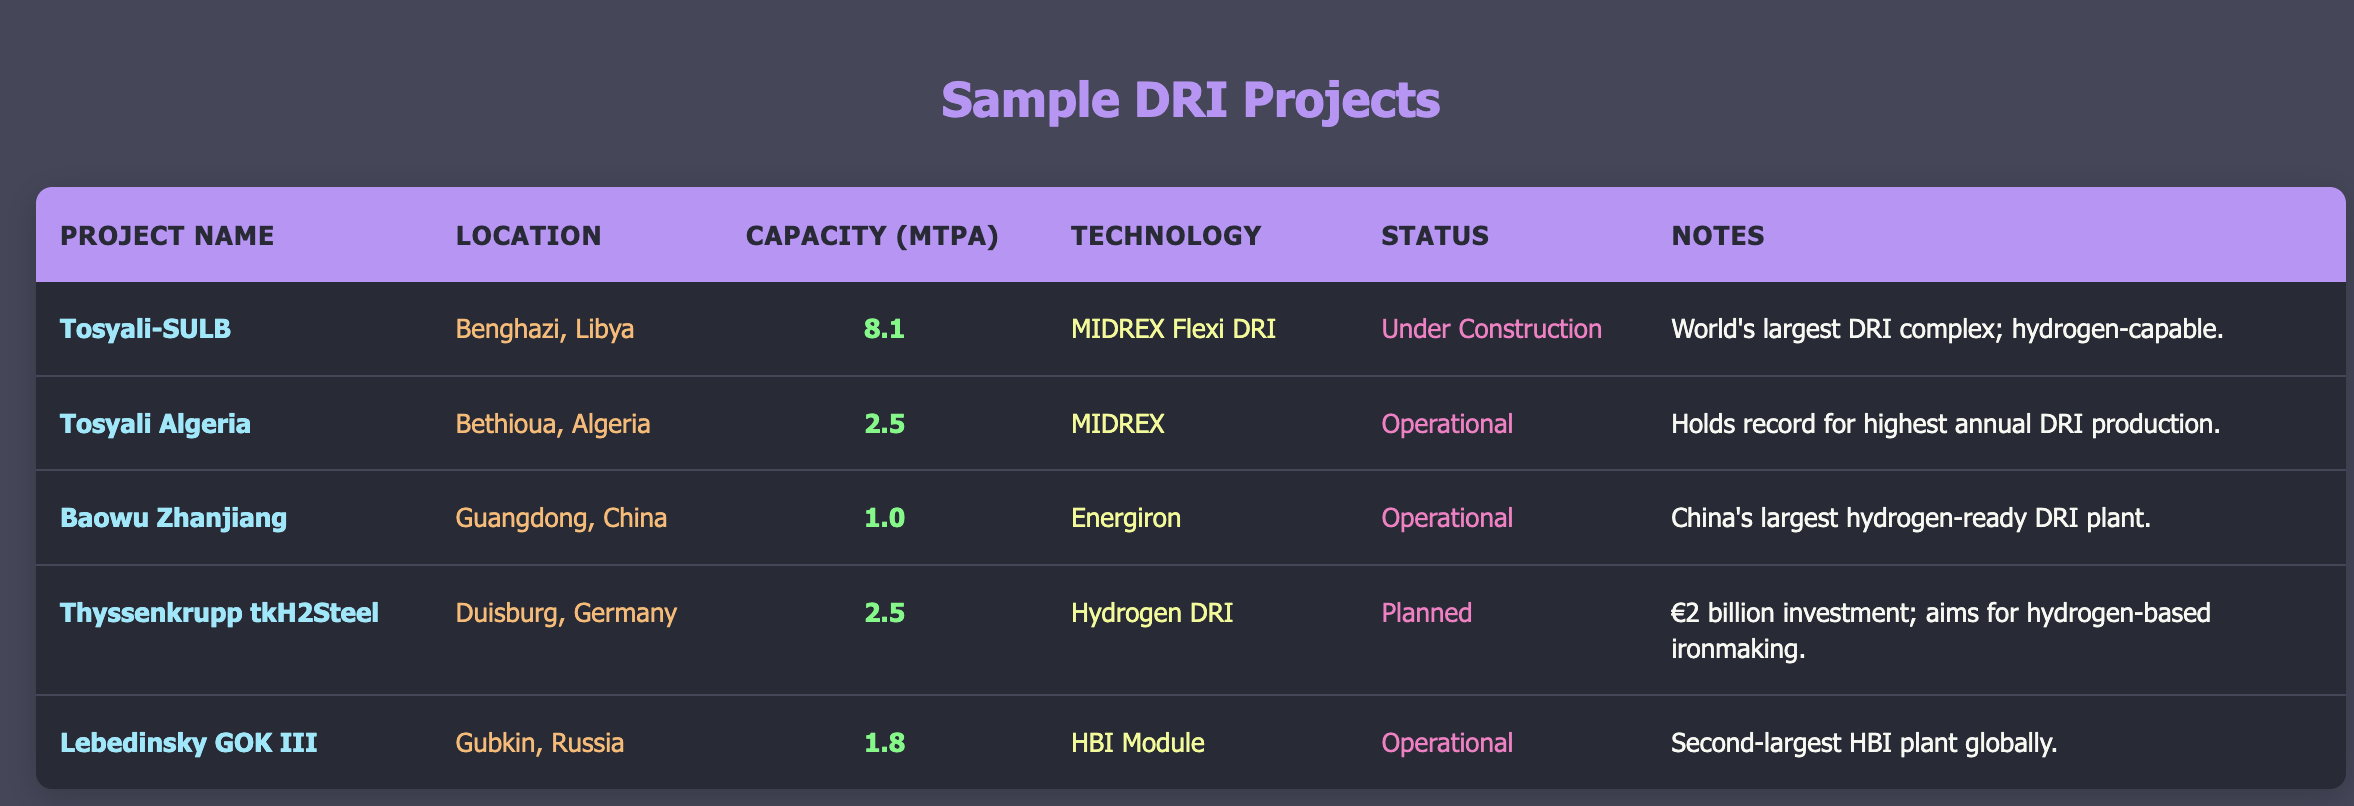 Sample DRI Projects
PROJECT NAME LOCATION CAPACITY (MTPA) TECHNOLOGY STATUS NOTES
Tosyali-SULB Benghazi, Libya 8.1 MIDREX Flexi DRI Under Construction World's largest DRI complex; hydrogen-capable.
Tosyali Algeria Bethioua, Algeria 2.5 MIDREX Operational Holds record for highest annual DRI production.
Baowu Zhanjiang Guangdong, China 1.0 Energiron Operational China's largest hydrogen-ready DRI plant.
Thyssenkrupp tkH2Steel Duisburg, Germany 2.5 Hydrogen DRI Planned €2 billion investment; aims for hydrogen-based
ironmaking.
Lebedinsky GOK III Gubkin, Russia 1.8 HBI Module Operational Second-largest HBI plant globally.